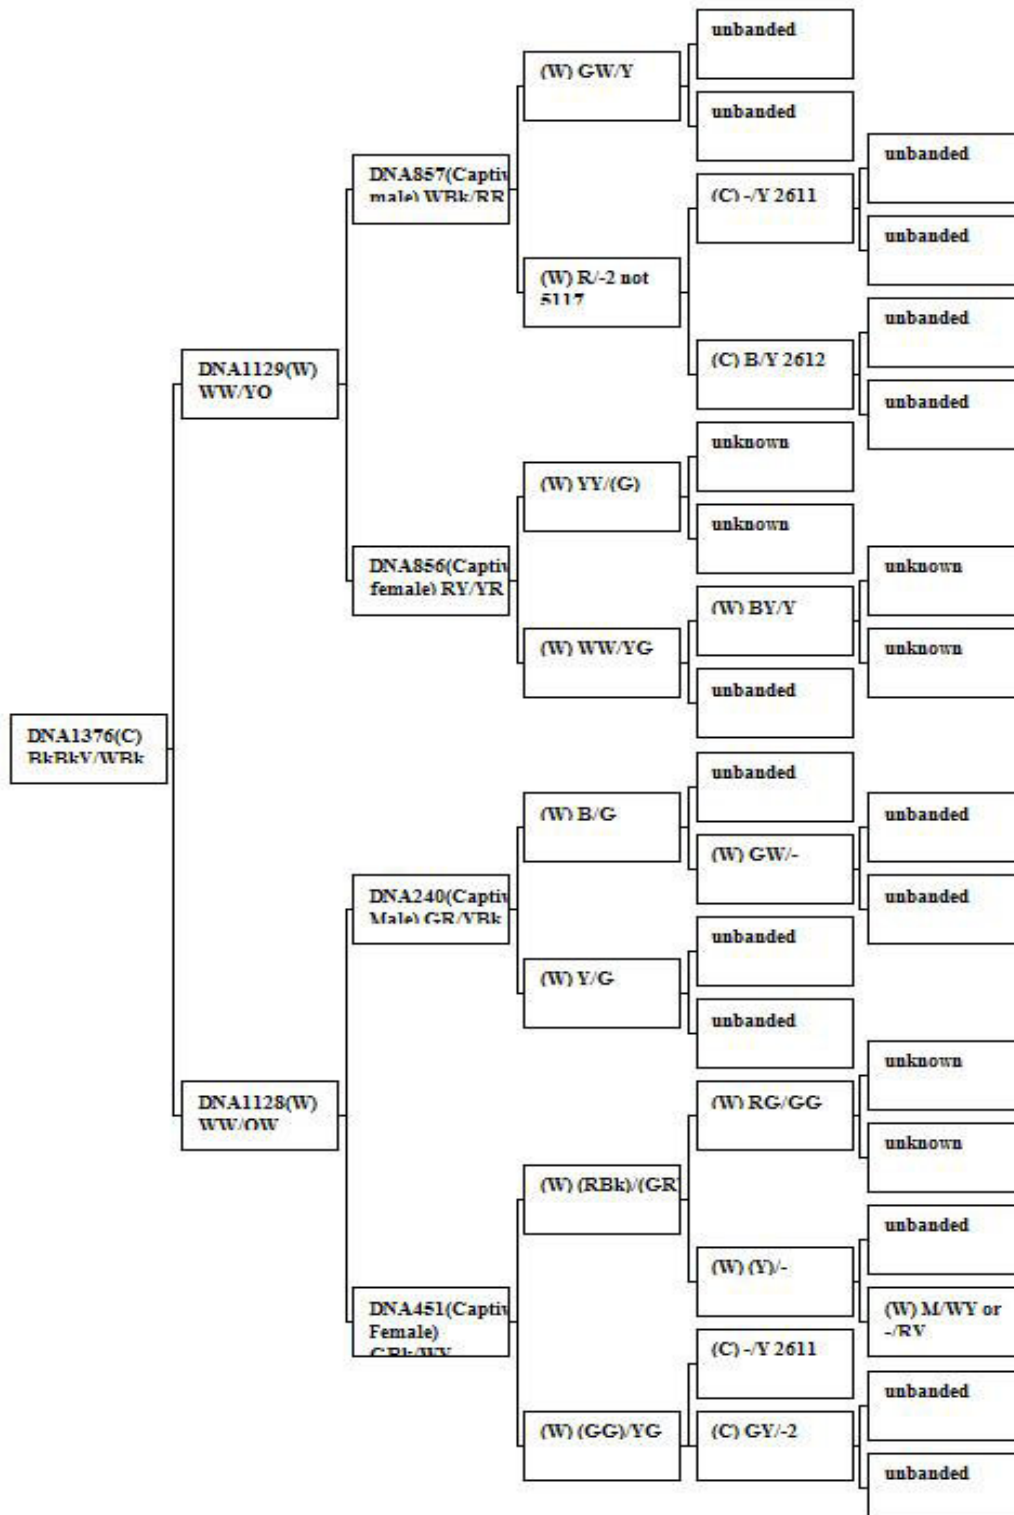 unbanded
(W) GW/Y
unbanded
unbanded
DNA857(Captiv
male) WBk/RR
(C) -/Y 2611
unbanded
(W) R/-2 not
5117
unbanded
(C) B/Y 2612
DNA1129(W)
WW/YO
unbanded
unknown
(W) YY/(G)
unknown
DNA856(Captiv
female) RY/YR
unknown
(W) BY/Y
(W) WW/YG
unknown
unbanded
DNA1376(C)
BkBkY/WBk
unbanded
(W) B/G
unbanded
(W) GW/-
DNA240(Captiv
Male) GR/YBk
unbanded
unbanded
(W) Y/G
unbanded
unknown
DNA1128(W)
WW/OW
(W) RG/GG
unknown
(W) (RBk)/(GR)
unbanded
(W) (Y)/-
DNA451(Captiv
Female)
GBk/WY
(W) M/WY or
-/RY
(C) -/Y 2611
unbanded
(W) (GG)/YG
(C) GY/-2
unbanded